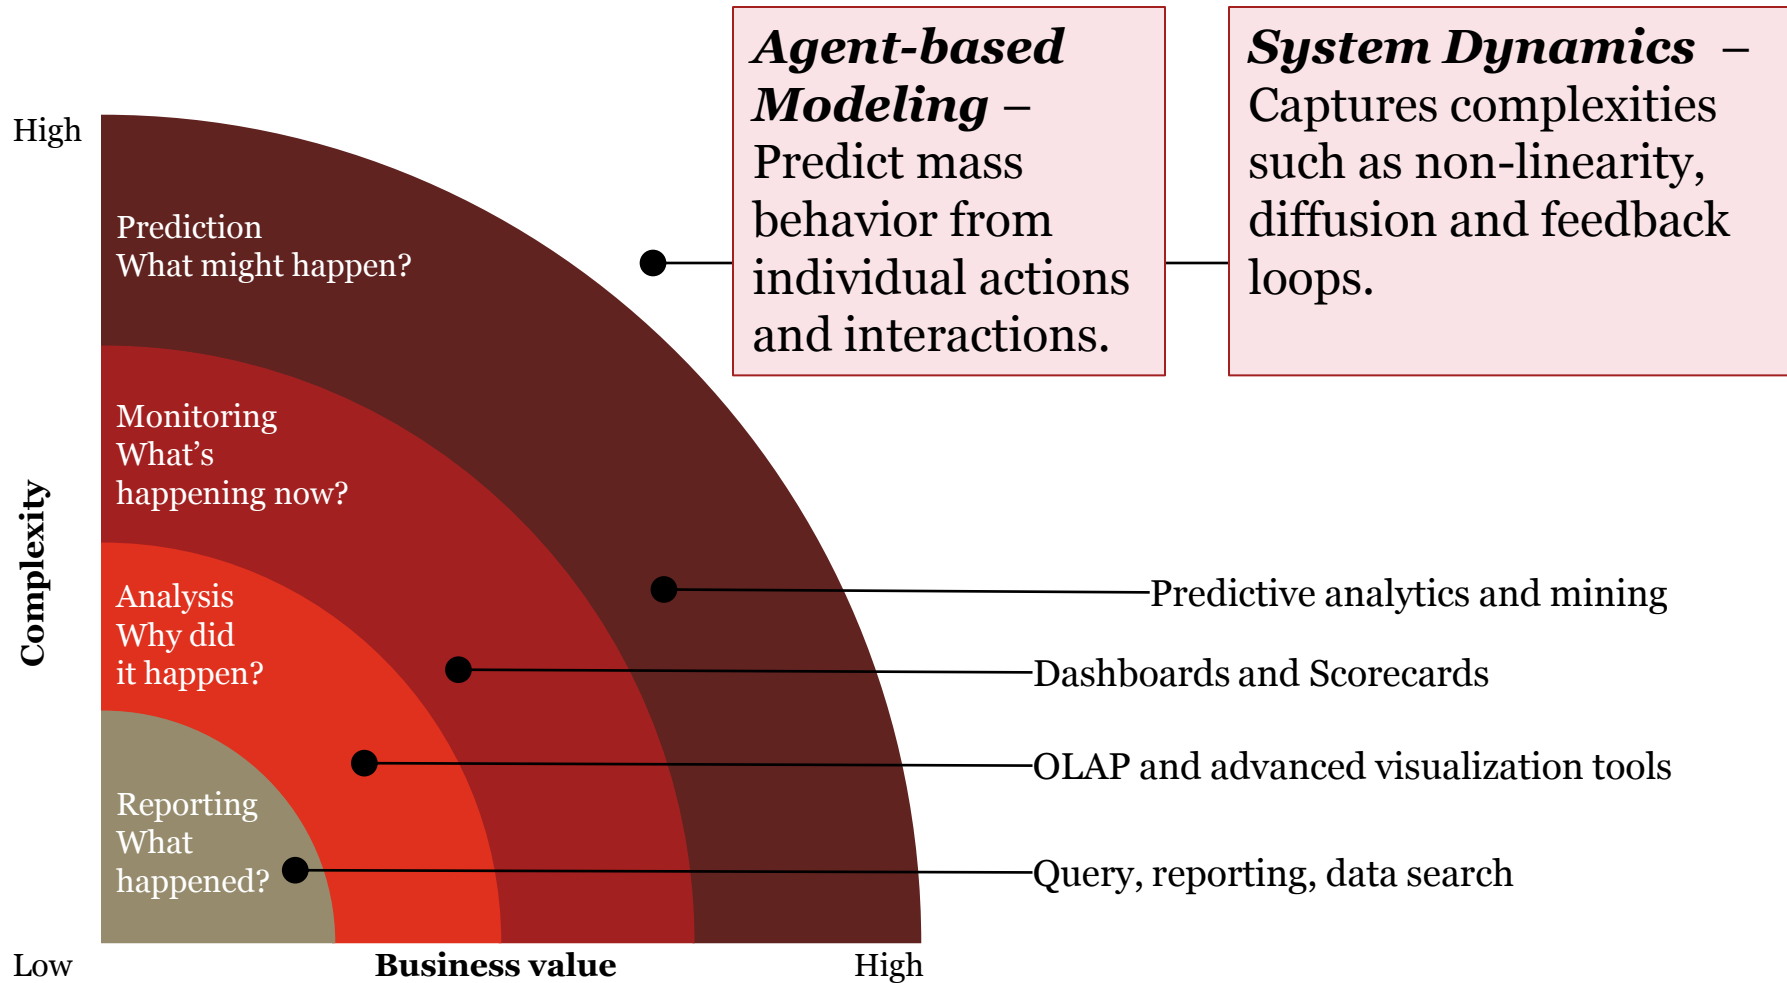 Agent-based
Modeling –
Predict mass
behavior from
individual actions
and interactions.
System Dynamics –
Captures complexities
such as non-linearity,
diffusion and feedback
loops.
High
Prediction
What might happen?
Monitoring
What’s
happening now?
Complexity
Analysis
Why did
it happen?
Predictive analytics and mining
Dashboards and Scorecards
OLAP and advanced visualization tools
Reporting
What
happened?
Query, reporting, data search
Low
Business value
High